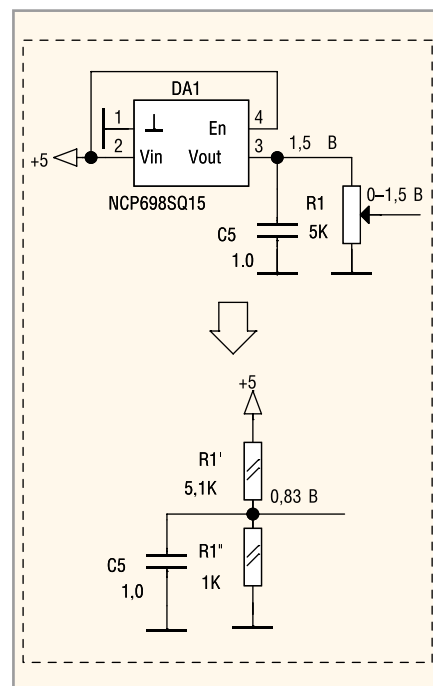 DA1
1
En
4
+5
2
Vin
Vout
3
1,5 В
NCP698SQ15
R1
0–1,5 В
5K
C5
1.0
+5
R1'
5,1K
0,83 В
C5
R1"
1,0
1K